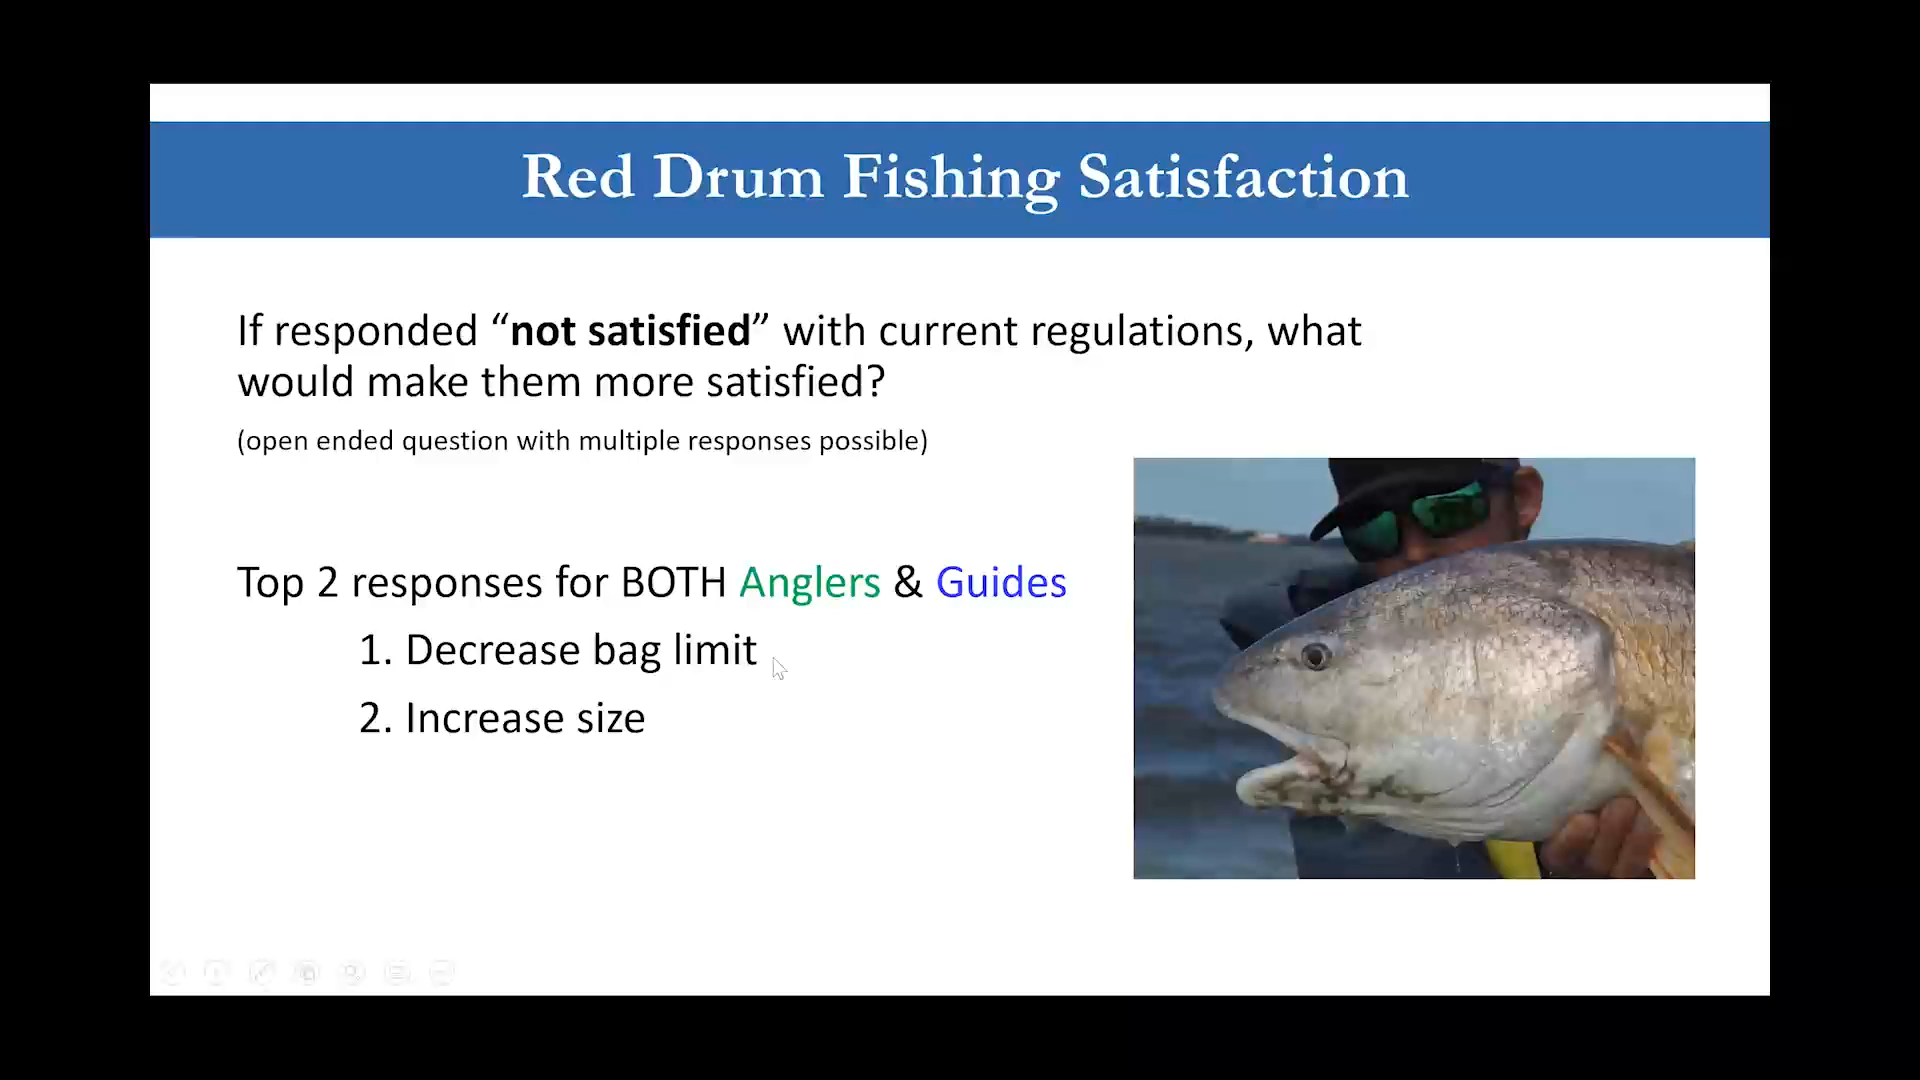 Red Drum Fishing Satisfaction
If responded “not satisfied” with current regulations, what
would make them more satisfied?
(open ended question with multiple responses possible)
Top 2 responses for BOTH Anglers & Guides
1. Decrease bag limit
2. Increase size